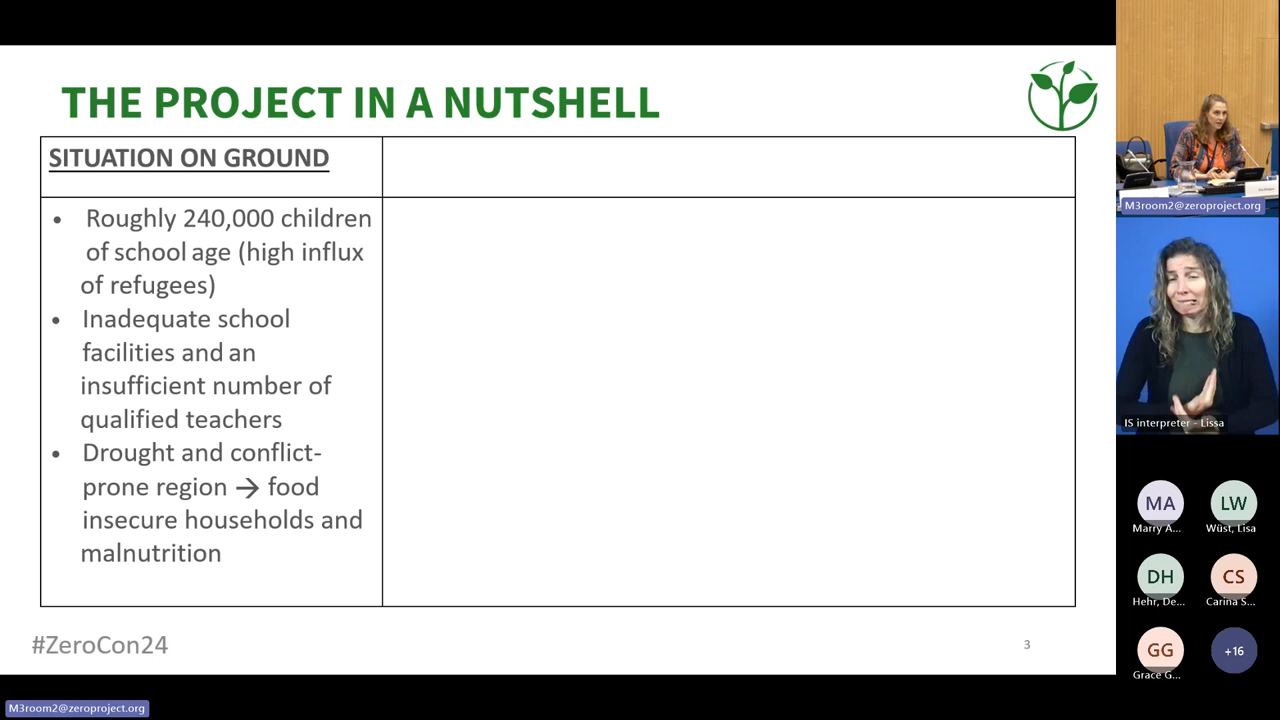 THE PROJECT IN A NUTSHELL
SITUATION ON GROUND
• Roughly 240,000 children
of school age (high influx
of refugees)
• Inadequate school
facilities and an
insufficient number of
qualified teachers
• Drought and conflict-
prone region → food
insecure households and
malnutrition
#ZeroCon24
3
M3room2@zeroproject.org
M3room2@zeroproject.org
IS interpreter - Lissa
MA
Marry A...
LW
Wüst, Lisa
DH
Hehr, De...
CS
Carina S...
GG
Grace G...
+16